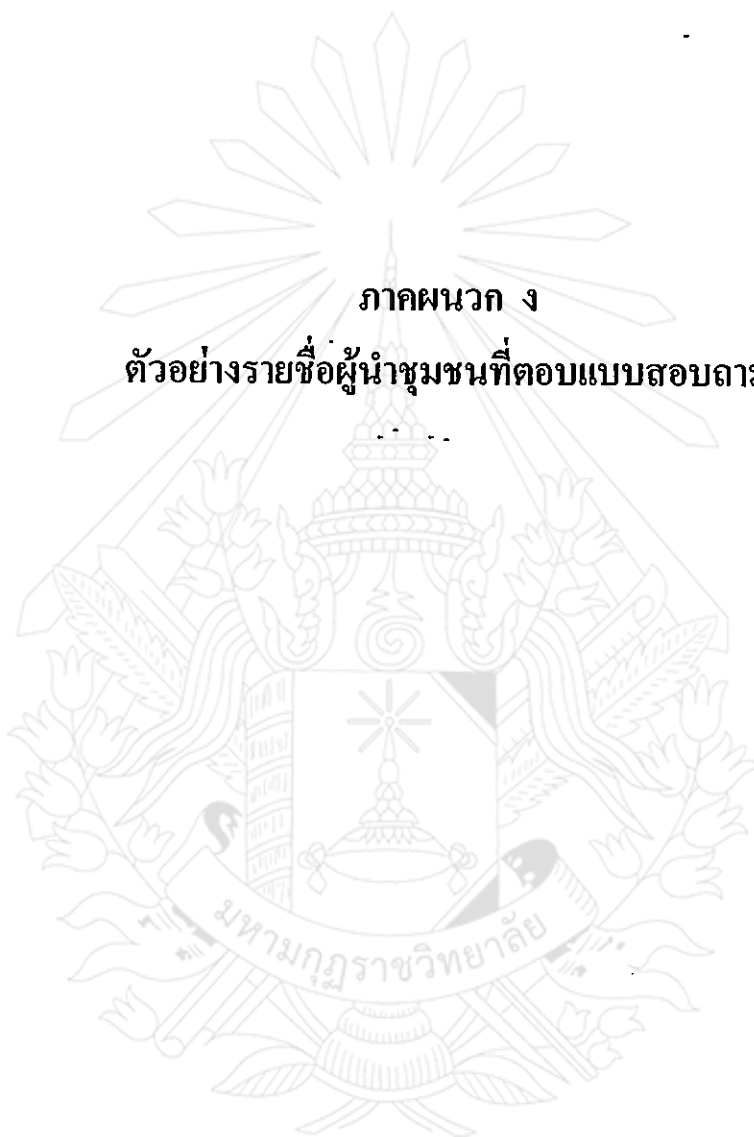 ภาคผนวก ง
ตัวอย่างรายชื่อผู้นำชุมชนที่ตอบแบบสอบถาม
มหามกุฏราชวิทยาลัย